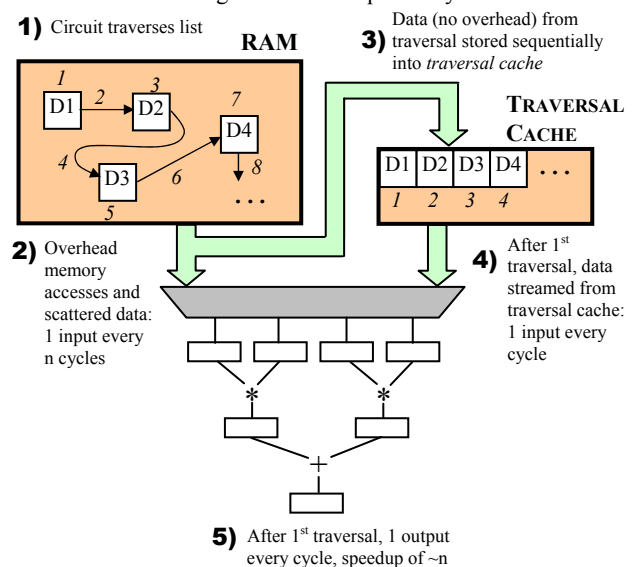 1) Circuit traverses list
RAM
1
D1
2
3
D2
4
D3
5
6
7
D4
8
...
3) Data (no overhead) from
traversal stored sequentially
into traversal cache
TRAVERSAL
CACHE
D1 D2 D3 D4 ...
1 2 3 4
2) Overhead
memory
accesses and
scattered data:
1 input every
n cycles
4) After 1st
traversal, data
streamed from
traversal cache:
1 input every
cycle
* *
+
5) After 1st traversal, 1 output
every cycle, speedup of ~n